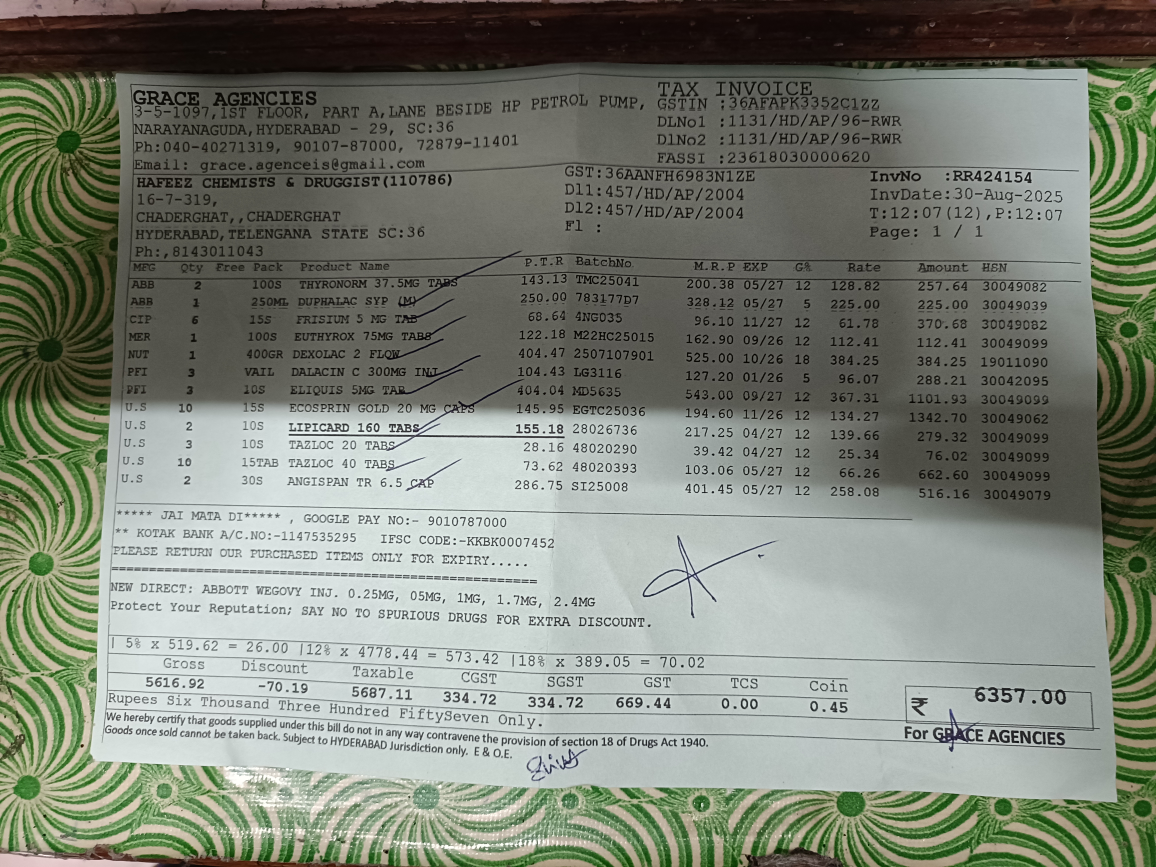 GRACE AGENCIES
3-5-1097,1ST FLOOR, PART A,LANE BESIDE HP PETROL PUMP,
NARAYANAGUDA,HYDERABAD - 29, SC:36
Ph:040-40271319, 90107-87000, 72879-11401
Email: grace.agenceis@gmail.com
TAX INVOICE
GSTIN :36AFAPK3352C1ZZ
DLNo1 :1131/HD/AP/96-RWR
DlNo2 :1131/HD/AP/96-RWR
FASSI :23618030000620
HAFEEZ CHEMISTS & DRUGGIST(110786)
16-7-319,
CHADERGHAT,,CHADERGHAT
HYDERABAD,TELENGANA STATE SC:36
Ph:,8143011043
GST:36AANFH6983N1ZE
Dl1:457/HD/AP/2004
Dl2:457/HD/AP/2004
Fl :
InvNo :RR424154
InvDate:30-Aug-2025
T:12:07(12),P:12:07
Page: 1 / 1
MFG Qty Free Pack Product Name P.T.R BatchNo M.R.P EXP G% Rate Amount HSN
ABB 2 100S THYRONORM 37.5MG TABS 143.13 TMC25041 200.38 05/27 12 128.82 257.64 30049082
ABB 1 250ML DUPHALAC SYP (M) 250.00 783177D7 328.12 05/27 5 225.00 225.00 30049039
CIP 6 15S FRISIUM 5 MG TAB 68.64 4NG035 96.10 11/27 12 61.78 370.68 30049082
MER 1 100S EUTHYROX 75MG TABS 122.18 M22HC25015 162.90 09/26 12 112.41 112.41 30049099
NUT 1 400GR DEXOLAC 2 FLOW 404.47 2507107901 525.00 10/26 18 384.25 384.25 19011090
PFI 3 VAIL DALACIN C 300MG INJ 104.43 LG3116 127.20 01/26 5 96.07 288.21 30042095
PFI 3 10S ELIQUIS 5MG TAB 404.04 MD5635 543.00 09/27 12 367.31 1101.93 30049099
U.S 10 15S ECOSPRIN GOLD 20 MG CAPS 145.95 EGTC25036 194.60 11/26 12 134.27 1342.70 30049062
U.S 2 10S LIPICARD 160 TABS 155.18 28026736 217.25 04/27 12 139.66 279.32 30049099
U.S 3 10S TAZLOC 20 TABS 28.16 48020290 39.42 04/27 12 25.34 76.02 30049099
U.S 10 15TAB TAZLOC 40 TABS 73.62 48020393 103.06 05/27 12 66.26 662.60 30049099
U.S 2 30S ANGISPAN TR 6.5 CAP 286.75 SI25008 401.45 05/27 12 258.08 516.16 30049079
***** JAI MATA DI***** , GOOGLE PAY NO:- 9010787000
** KOTAK BANK A/C.NO:-1147535295 IFSC CODE:-KKBK0007452
PLEASE RETURN OUR PURCHASED ITEMS ONLY FOR EXPIRY.....
NEW DIRECT: ABBOTT WEGOVY INJ. 0.25MG, 05MG, 1MG, 1.7MG, 2.4MG
Protect Your Reputation; SAY NO TO SPURIOUS DRUGS FOR EXTRA DISCOUNT.
| 5% x 519.62 = 26.00 |12% x 4778.44 = 573.42 |18% x 389.05 = 70.02
Gross Discount Taxable CGST SGST GST TCS Coin
5616.92 -70.19 5687.11 334.72 334.72 669.44 0.00 0.45
₹ 6357.00
Rupees Six Thousand Three Hundred FiftySeven Only.
We hereby certify that goods supplied under this bill do not in any way contravene the provision of section 18 of Drugs Act 1940.
Goods once sold cannot be taken back. Subject to HYDERABAD Jurisdiction only. E & O.E.
For GRACE AGENCIES